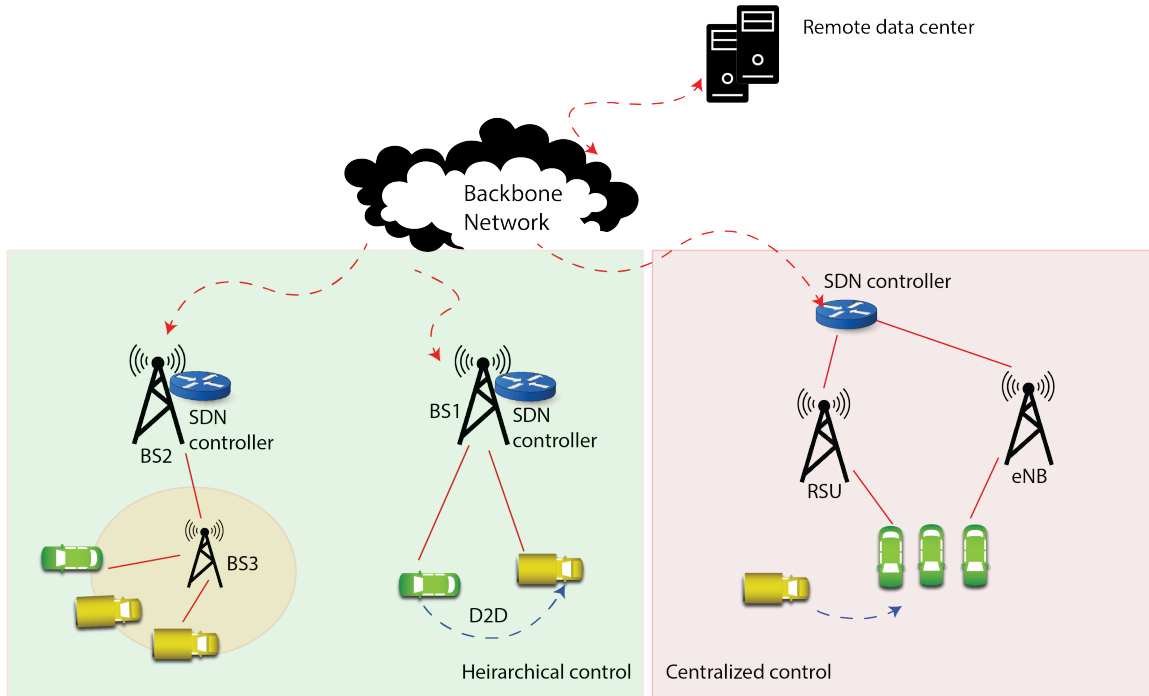 Remote data center
Backbone
Network
SDN controller
BS1
SDN
controller
SDN
controller
BS2
RSU
eNB
BS3
D2D
Heirarchical control
Centralized control